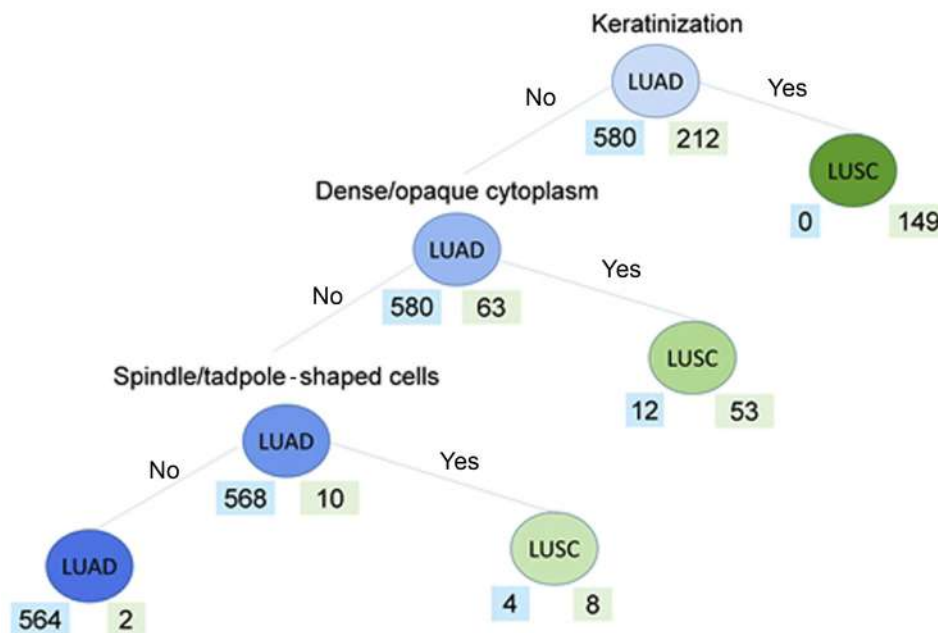 Keratinization
LUAD
No
Yes
580 212
LUSC
Dense/opaque cytoplasm
0 149
LUAD
No
Yes
580 63
LUSC
Spindle/tadpole-shaped cells
12 53
LUAD
No
Yes
568 10
LUAD
LUSC
564 2
4 8